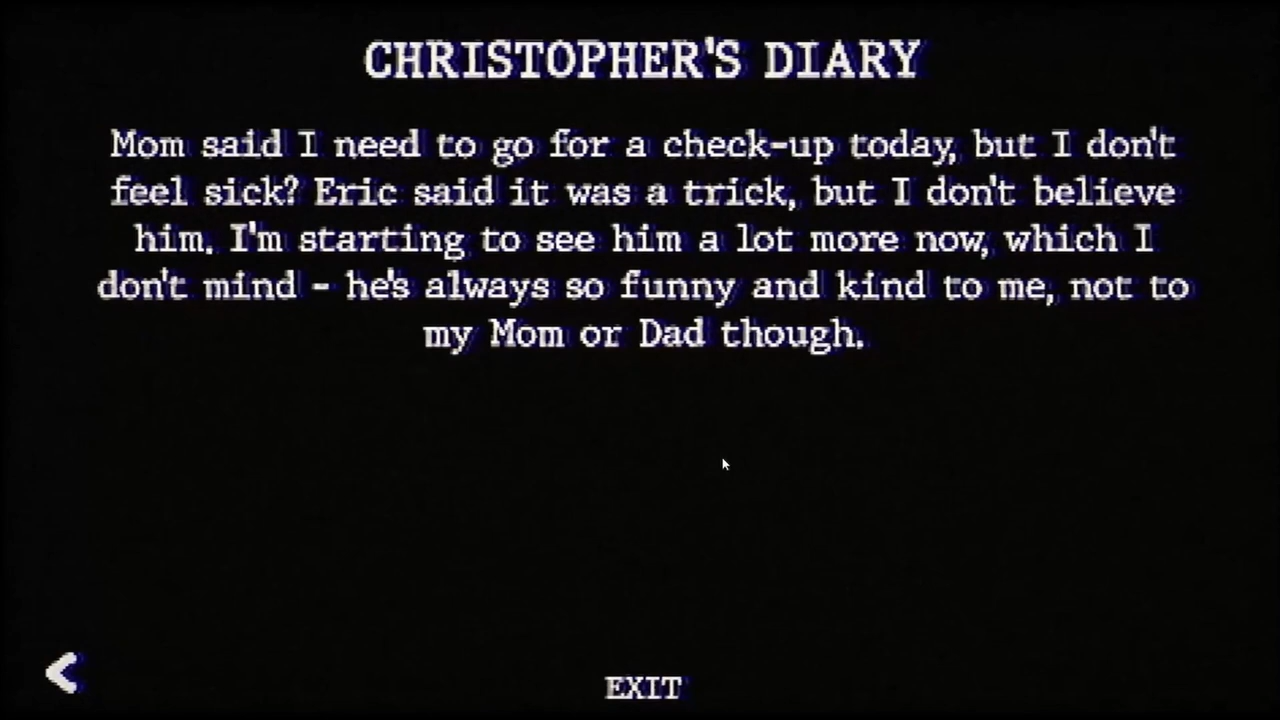 CHRISTOPHER'S DIARY
Mom said I need to go for a check-up today, but I don't
feel sick? Eric said it was a trick, but I don't believe
him. I'm starting to see him a lot more now, which I
don't mind - he's always so funny and kind to me, not to
my Mom or Dad though.
EXIT